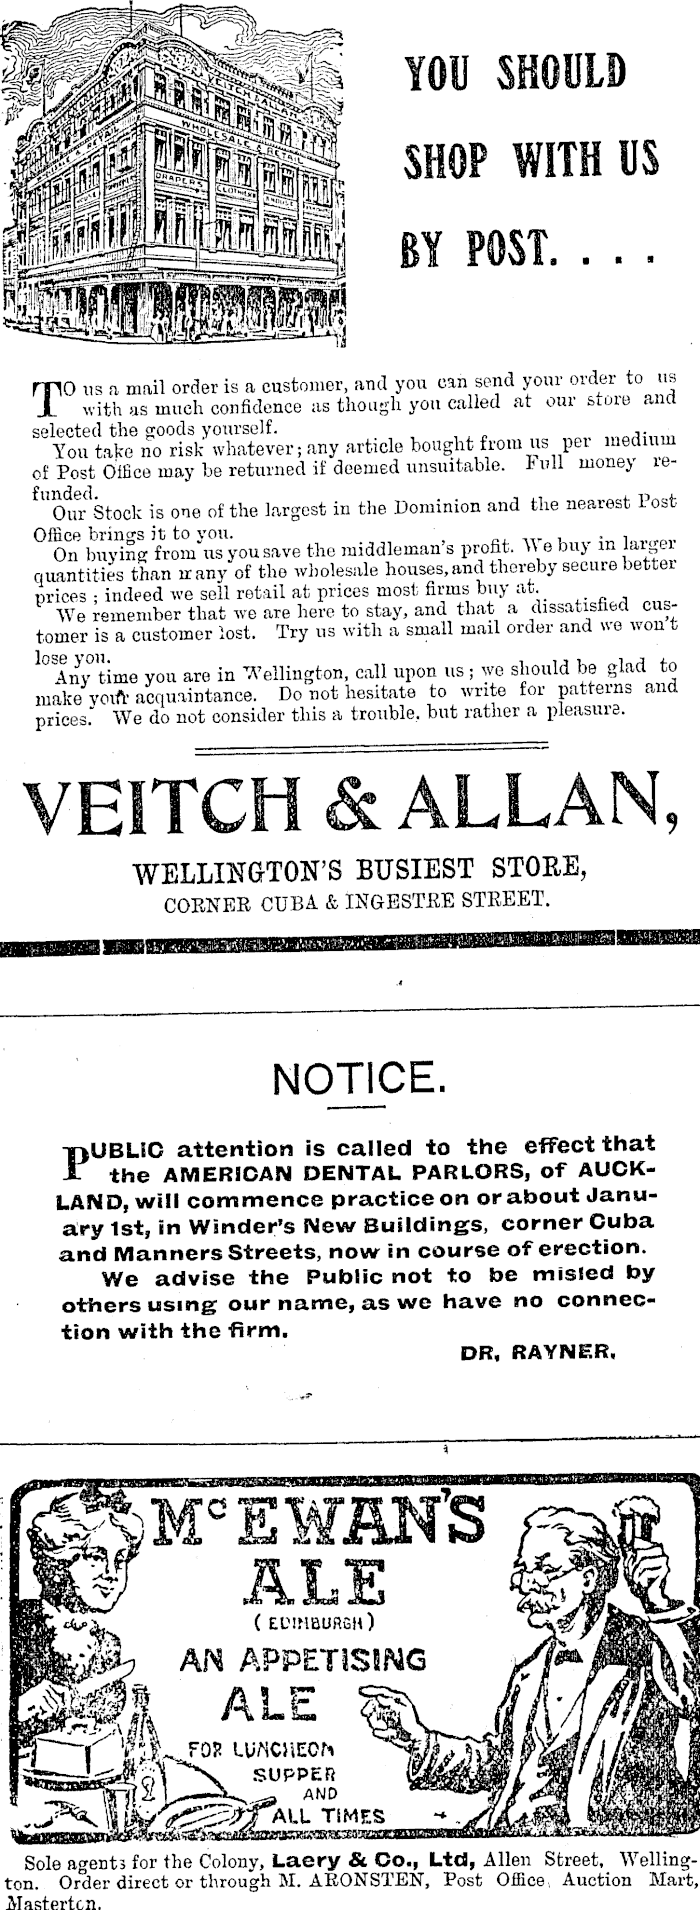 VEITCH & ALLAN
WHOLESALE & RETAIL
DRAPERS
YOU SHOULD
SHOP WITH US
BY POST. . . .
TO us a mail order is a customer, and you can send your order to us
with as much confidence as though you called at our store and
selected the goods yourself.
You take no risk whatever; any article bought from us per medium
of Post Office may be returned if deemed unsuitable. Full money re-
funded.
Our Stock is one of the largest in the Dominion and the nearest Post
Office brings it to you.
On buying from us you save the middleman's profit. We buy in larger
quantities than many of the wholesale houses, and thereby secure better
prices ; indeed we sell retail at prices most firms buy at.
We remember that we are here to stay, and that a dissatisfied cus-
tomer is a customer lost. Try us with a small mail order and we won't
lose you.
Any time you are in Wellington, call upon us ; we should be glad to
make your acquaintance. Do not hesitate to write for patterns and
prices. We do not consider this a trouble, but rather a pleasure.
VEITCH & ALLAN,
WELLINGTON'S BUSIEST STORE,
CORNER CUBA & INGESTRE STREET.
NOTICE.
PUBLIC attention is called to the effect that
the AMERICAN DENTAL PARLORS, of AUCK-
LAND, will commence practice on or about Janu-
ary 1st, in Winder's New Buildings, corner Cuba
and Manners Streets, now in course of erection.
We advise the Public not to be misled by
others using our name, as we have no connec-
tion with the firm.
DR, RAYNER.
McEWAN'S
ALE
( EDINBURGH )
AN APPETISING
ALE
FOR LUNCHEON
SUPPER
AND
ALL TIMES
Sole agents for the Colony, Laery & Co., Ltd, Allen Street, Welling-
ton. Order direct or through M. ARONSTEN, Post Office Auction Mart,
Masterton.